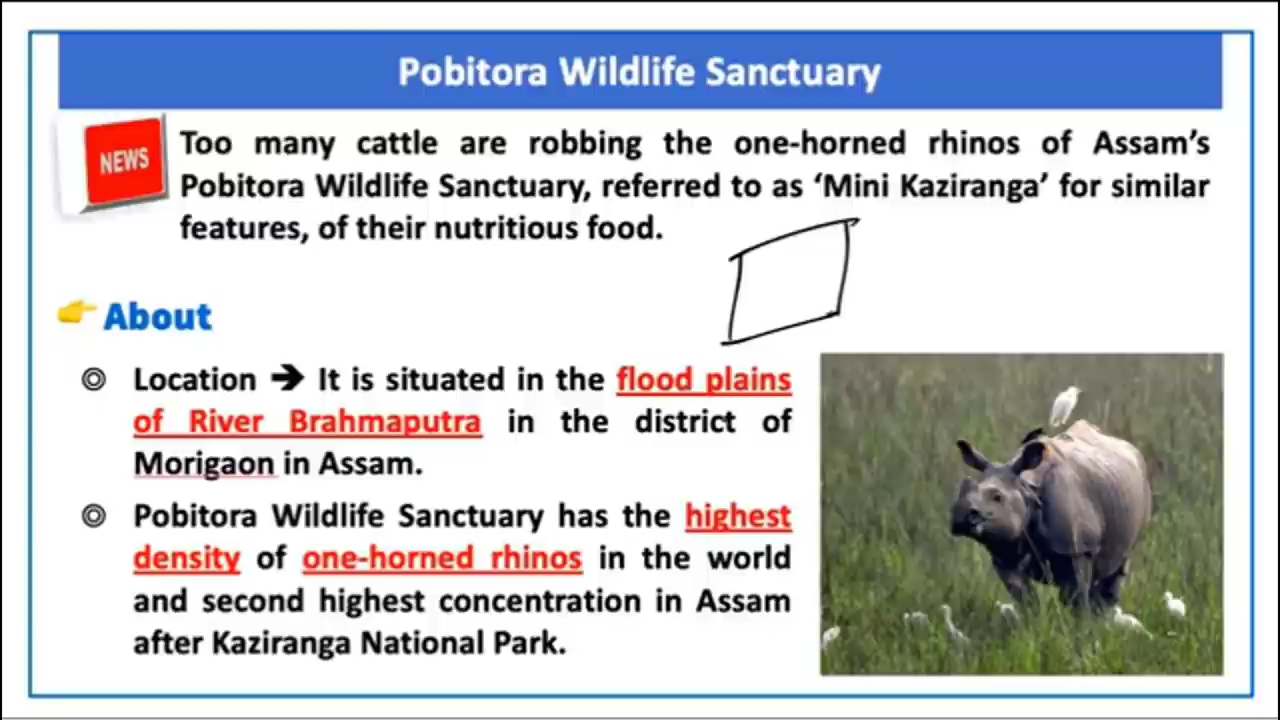 Pobitora Wildlife Sanctuary
NEWS
Too many cattle are robbing the one-horned rhinos of Assam's
Pobitora Wildlife Sanctuary, referred to as 'Mini Kaziranga' for similar
features, of their nutritious food.
About
Location ➔ It is situated in the flood plains
of River Brahmaputra in the district of
Morigaon in Assam.
Pobitora Wildlife Sanctuary has the highest
density of one-horned rhinos in the world
and second highest concentration in Assam
after Kaziranga National Park.